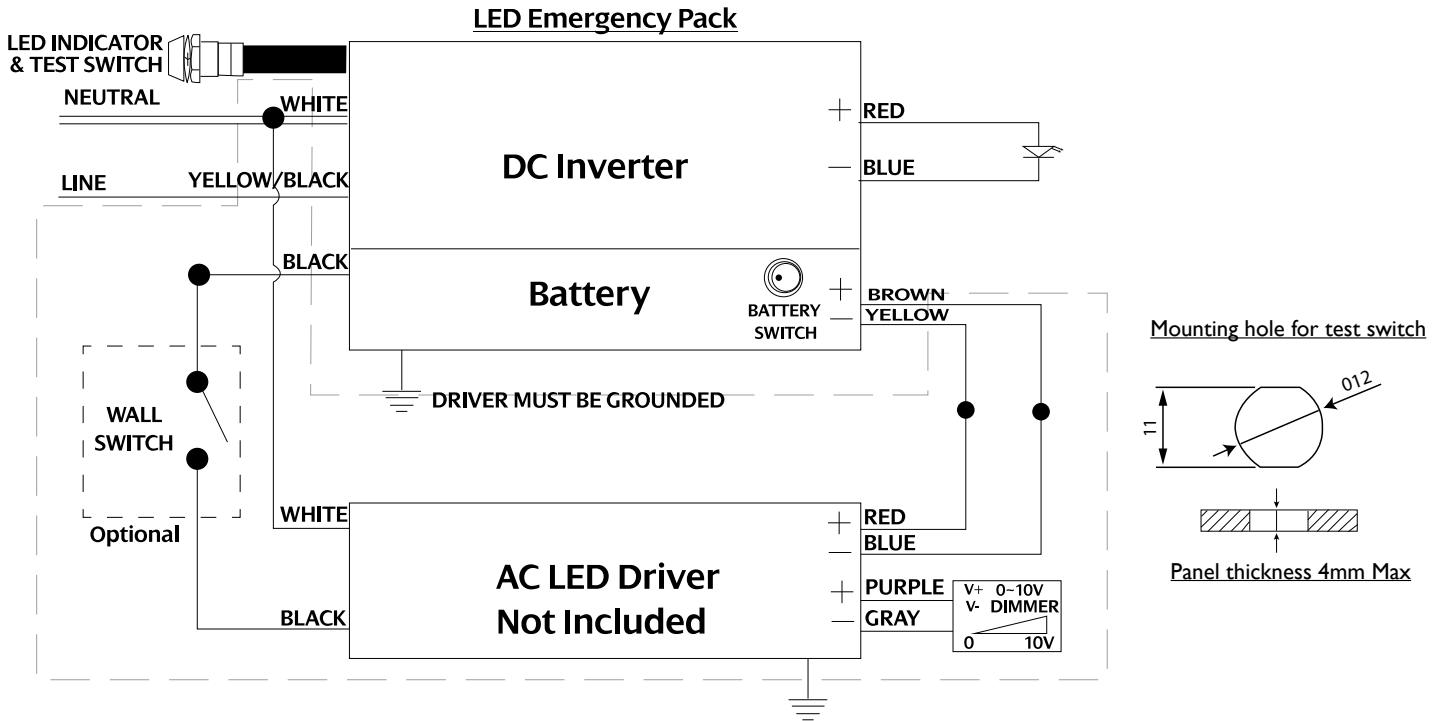 LED Emergency Pack
LED INDICATOR
& TEST SWITCH
NEUTRAL
WHITE
LINE
YELLOW/BLACK
BLACK
DC Inverter
+
RED
−
BLUE
Battery
BATTERY
SWITCH
+
BROWN
−
YELLOW
DRIVER MUST BE GROUNDED
WALL
SWITCH
Optional
WHITE
BLACK
AC LED Driver
Not Included
+
RED
−
BLUE
+
PURPLE
−
GRAY
V+ 0~10V
V- DIMMER
0 10V
Mounting hole for test switch
012
11
Panel thickness 4mm Max